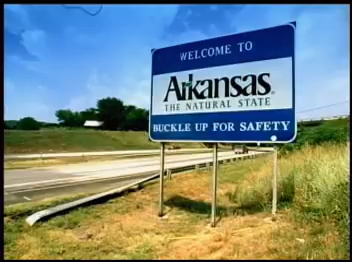 WELCOME TO
Arkansas
THE NATURAL STATE
BUCKLE UP FOR SAFETY